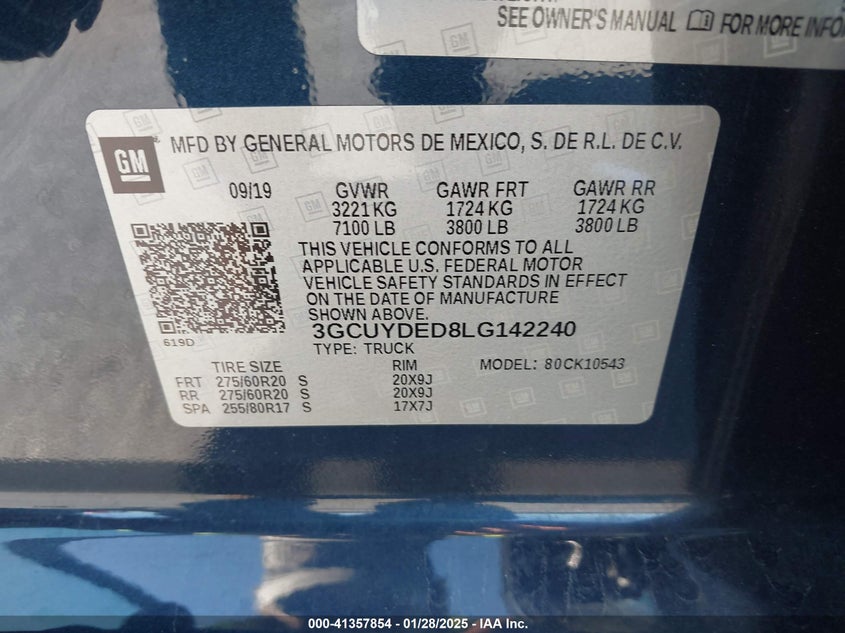 SEE OWNER'S MANUAL FOR MORE INFO
GM
MFD BY GENERAL MOTORS DE MEXICO, S. DE R.L. DE C.V.
09/19 GVWR GAWR FRT GAWR RR
3221 KG 1724 KG 1724 KG
7100 LB 3800 LB 3800 LB
THIS VEHICLE CONFORMS TO ALL
APPLICABLE U.S. FEDERAL MOTOR
VEHICLE SAFETY STANDARDS IN EFFECT
ON THE DATE OF MANUFACTURE
SHOWN ABOVE.
3GCUYDED8LG142240
619D
TYPE: TRUCK
TIRE SIZE RIM MODEL: 80CK10543
FRT 275/60R20 S 20X9J
RR 275/60R20 S 20X9J
SPA 255/80R17 S 17X7J
000-41357854 - 01/28/2025 - IAA Inc.